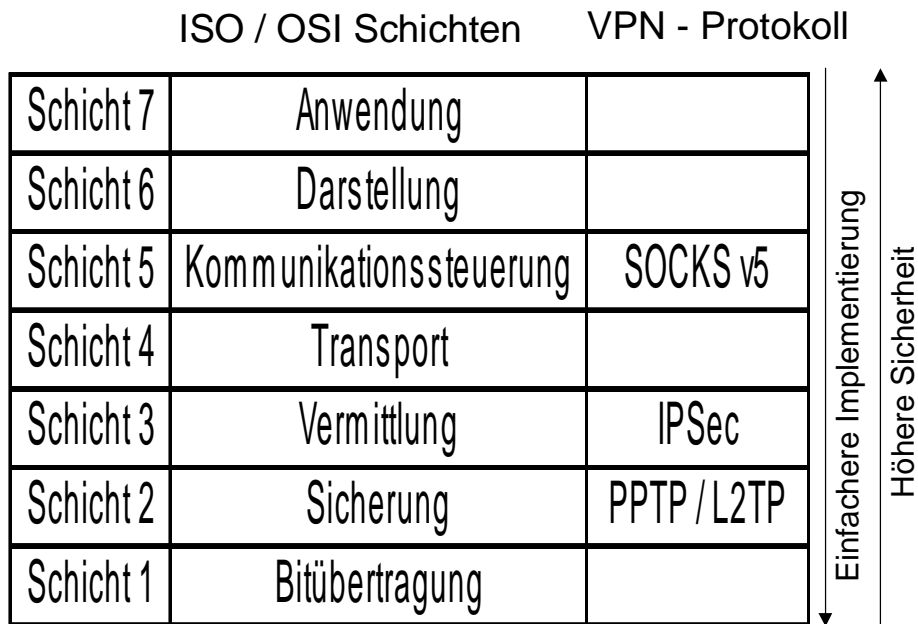 ISO / OSI Schichten VPN - Protokoll
Schicht 7 Anwendung
Schicht 6 Darstellung
Schicht 5 Kommunikationssteuerung SOCKS v5
Schicht 4 Transport
Schicht 3 Vermittlung IPSec
Schicht 2 Sicherung PPTP / L2TP
Schicht 1 Bitübertragung
Einfachere Implementierung
Höhere Sicherheit